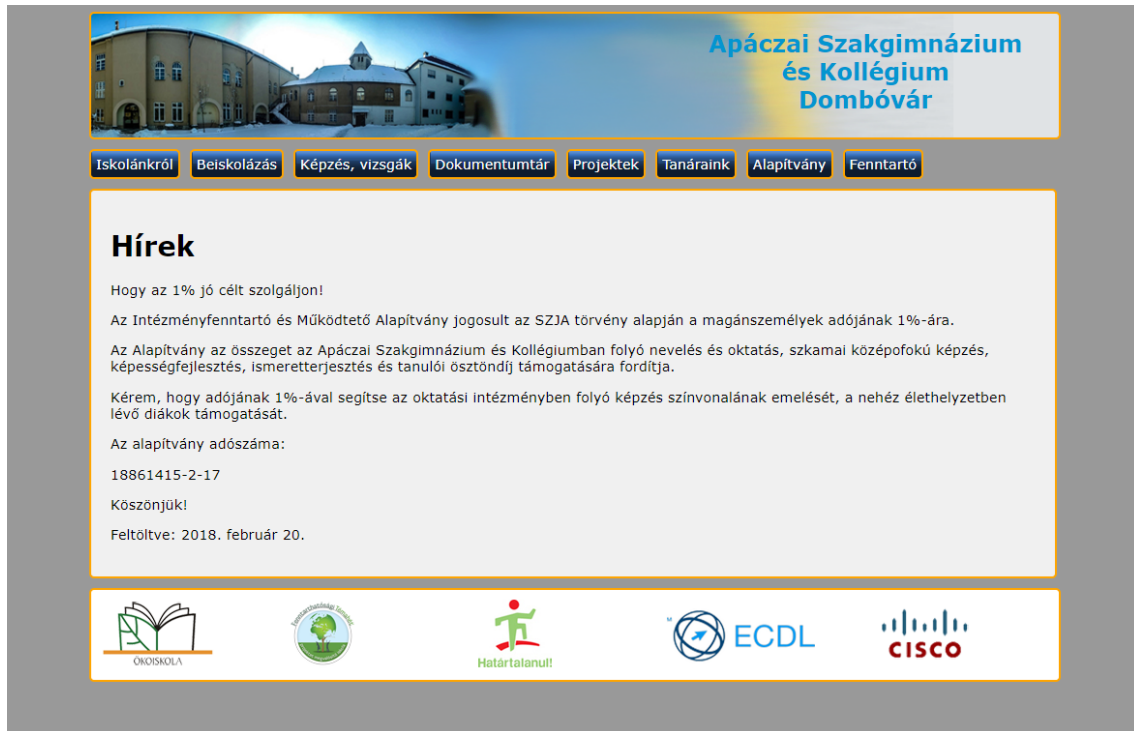 Apáczai Szakgimnázium
és Kollégium
Dombóvár
Iskolánkról Beiskolázás Képzés, vizsgák Dokumentumtár Projektek Tanáraink Alapítvány Fenntartó
Hírek
Hogy az 1% jó célt szolgáljon!
Az Intézményfenntartó és Működtető Alapítvány jogosult az SZJA törvény alapján a magánszemélyek adójának 1%-ára.
Az Alapítvány az összeget az Apáczai Szakgimnázium és Kollégiumban folyó nevelés és oktatás, szkamai középofokú képzés,
képességfejlesztés, ismeretterjesztés és tanulói ösztöndíj támogatására fordítja.
Kérem, hogy adójának 1%-ával segítse az oktatási intézményben folyó képzés színvonalának emelését, a nehéz élethelyzetben
lévő diákok támogatását.
Az alapítvány adószáma:
18861415-2-17
Köszönjük!
Feltöltve: 2018. február 20.
ÖKOISKOLA
Határtalanul!
ECDL
CISCO